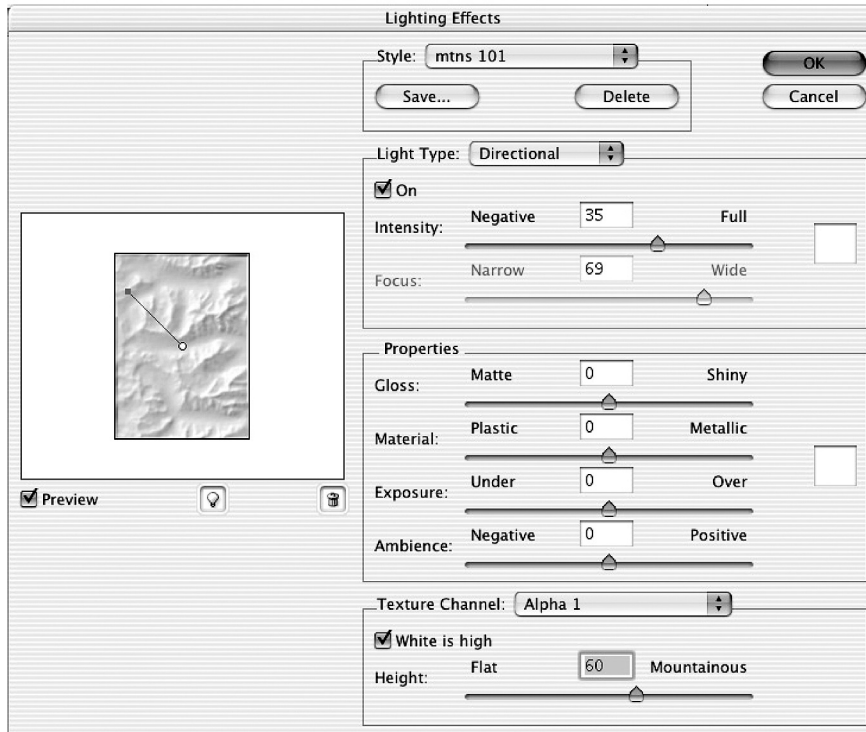 Lighting Effects
Style: mtns 101
OK
Save... Delete
Cancel
Light Type: Directional
On
Intensity: Negative 35 Full
Focus: Narrow 69 Wide
Properties
Gloss: Matte 0 Shiny
Material: Plastic 0 Metallic
Exposure: Under 0 Over
Ambience: Negative 0 Positive
Preview
Texture Channel: Alpha 1
White is high
Height: Flat 60 Mountainous